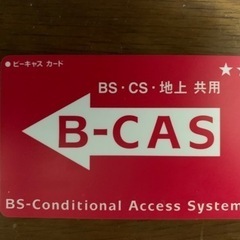 ● ビーキャス カード
BS・CS・地上 共用
B-CAS
BS-Conditional Access System